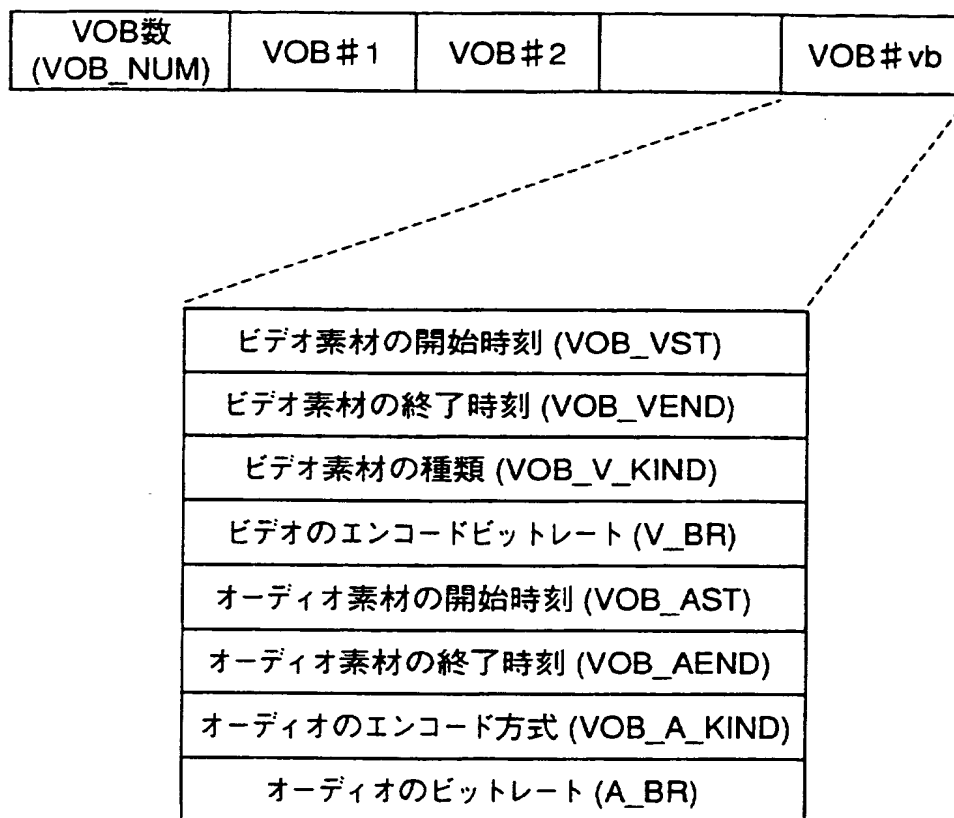 VOB数
(VOB_NUM)
VOB#1
VOB#2
VOB#vb
ビデオ素材の開始時刻 (VOB_VST)
ビデオ素材の終了時刻 (VOB_VEND)
ビデオ素材の種類 (VOB_V_KIND)
ビデオのエンコードビットレート (V_BR)
オーディオ素材の開始時刻 (VOB_AST)
オーディオ素材の終了時刻 (VOB_AEND)
オーディオのエンコード方式 (VOB_A_KIND)
オーディオのビットレート (A_BR)